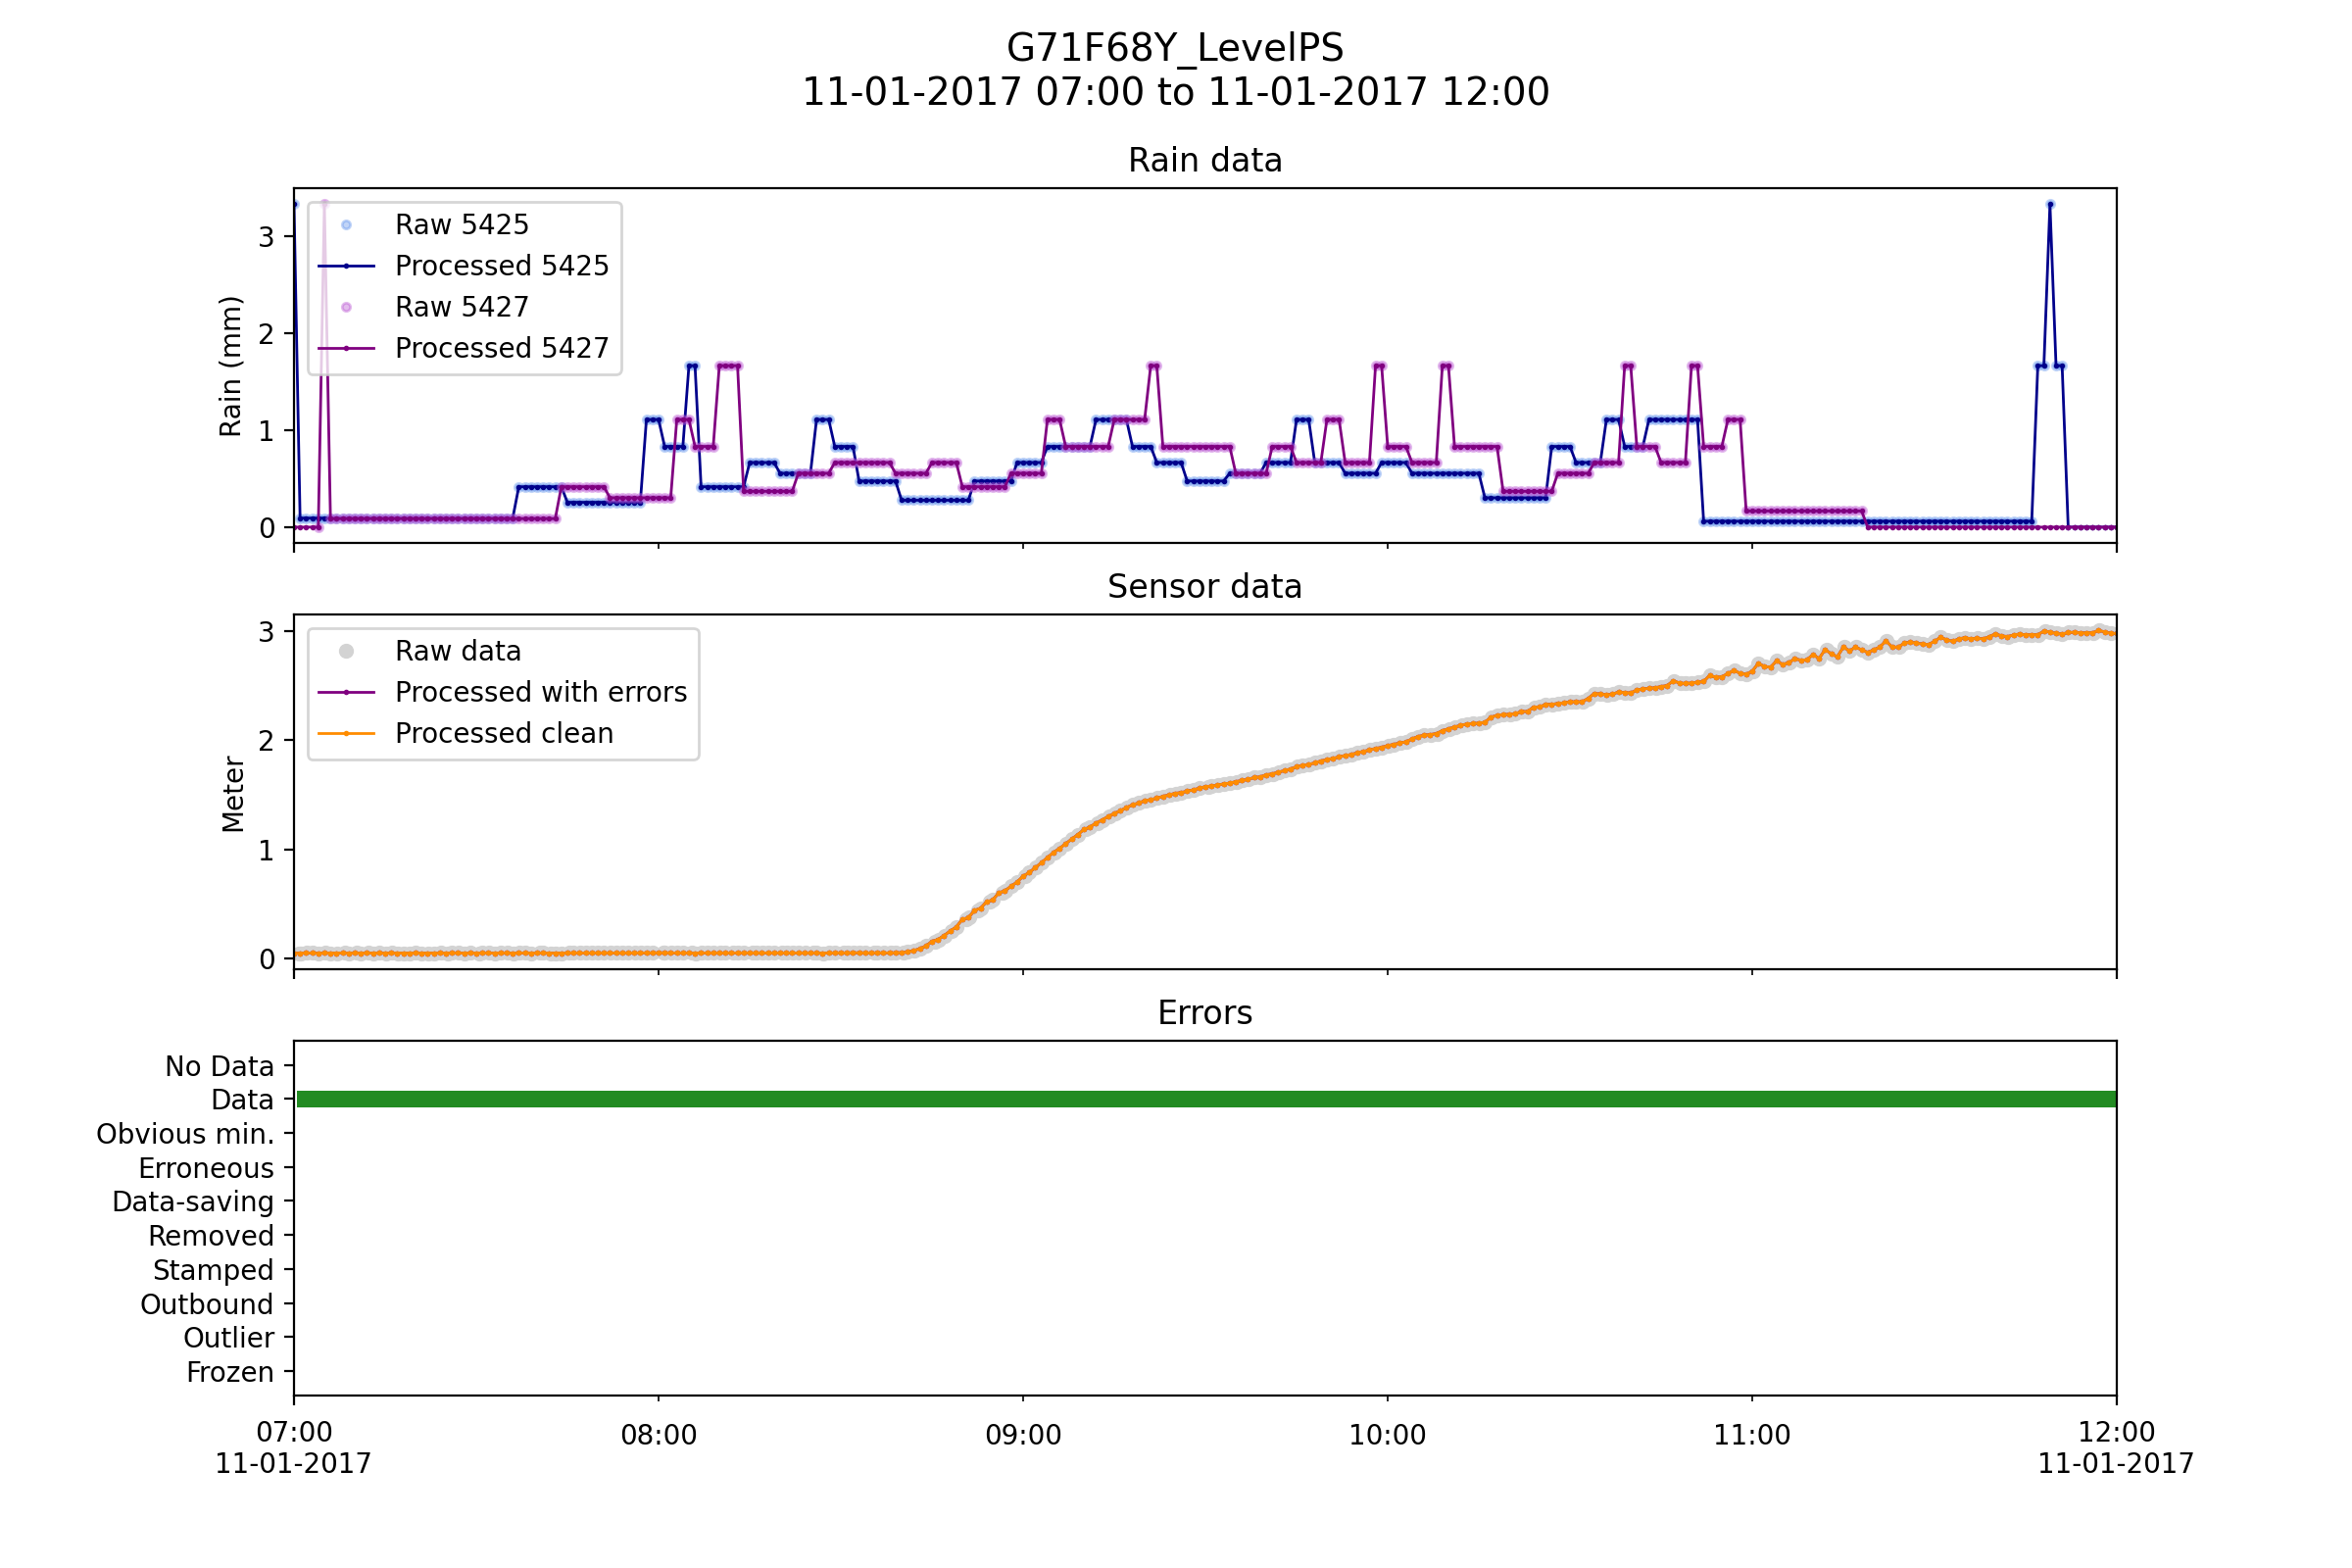 G71F68Y_LevelPS
11-01-2017 07:00 to 11-01-2017 12:00
Rain data
Rain (mm)
3
2
1
0
Raw 5425
Processed 5425
Raw 5427
Processed 5427
Sensor data
Meter
3
2
1
0
Raw data
Processed with errors
Processed clean
Errors
No Data
Data
Obvious min.
Erroneous
Data-saving
Removed
Stamped
Outbound
Outlier
Frozen
07:00
11-01-2017
08:00
09:00
10:00
11:00
12:00
11-01-2017